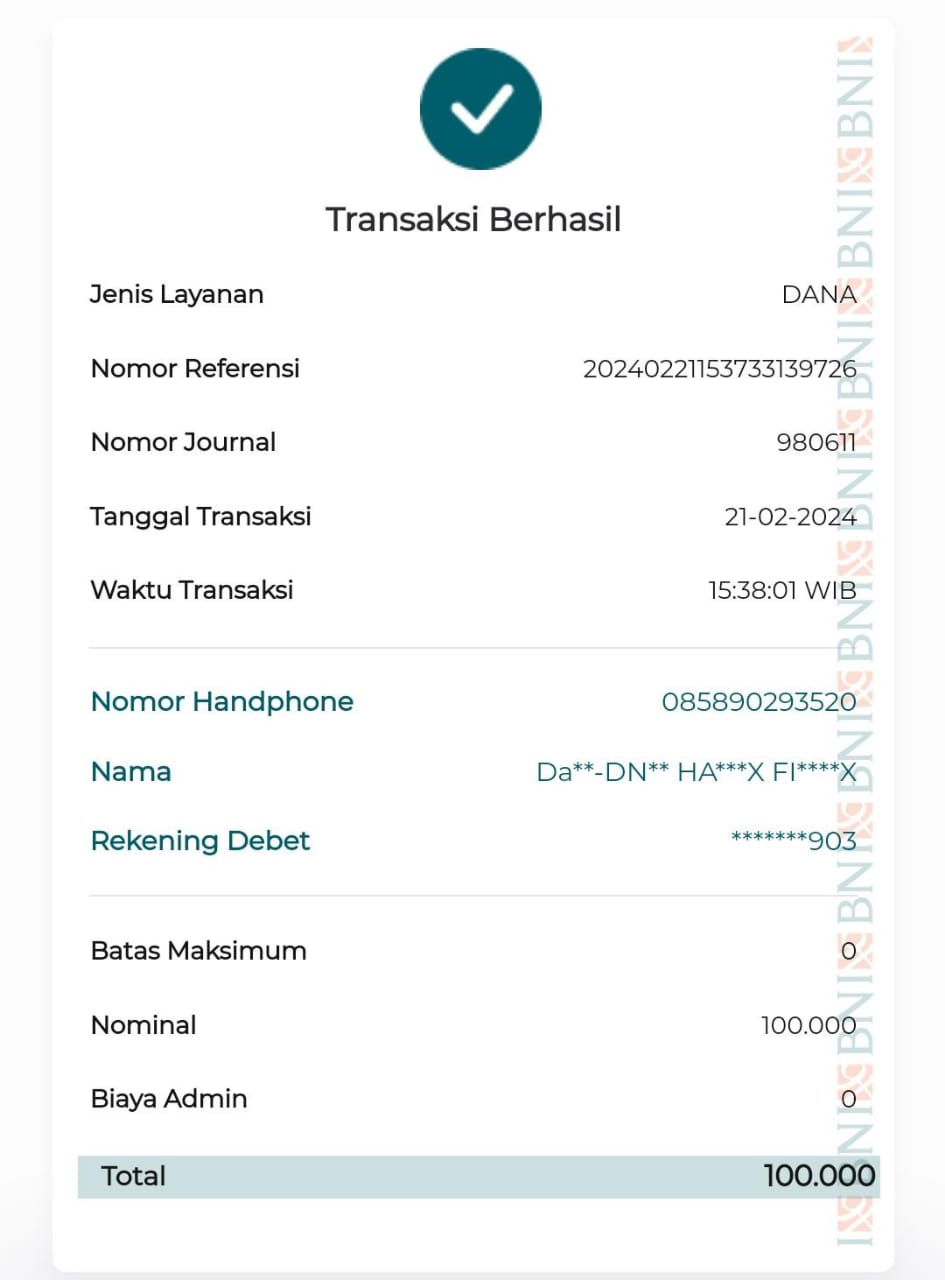 Transaksi Berhasil
Jenis Layanan DANA
Nomor Referensi 20240221153733139726
Nomor Journal 980611
Tanggal Transaksi 21-02-2024
Waktu Transaksi 15:38:01 WIB
Nomor Handphone 085890293520
Nama Da**-DN** HA***X FI****X
Rekening Debet *******903
Batas Maksimum 0
Nominal 100.000
Biaya Admin 0
Total 100.000
BNI BNI BNI BNI BNI BNI BNI BNI BNI